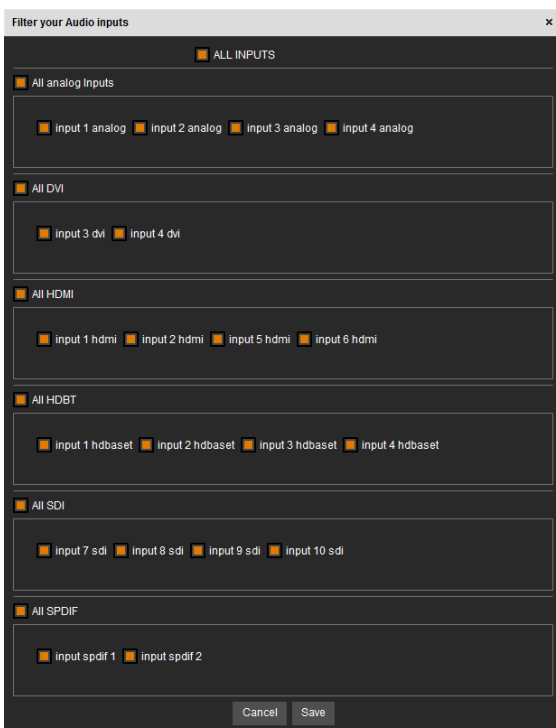 Filter your Audio inputs ×
ALL INPUTS
All analog Inputs
input 1 analog input 2 analog input 3 analog input 4 analog
All DVI
input 3 dvi input 4 dvi
All HDMI
input 1 hdmi input 2 hdmi input 5 hdmi input 6 hdmi
All HDBT
input 1 hdbaset input 2 hdbaset input 3 hdbaset input 4 hdbaset
All SDI
input 7 sdi input 8 sdi input 9 sdi input 10 sdi
All SPDIF
input spdif 1 input spdif 2
Cancel Save